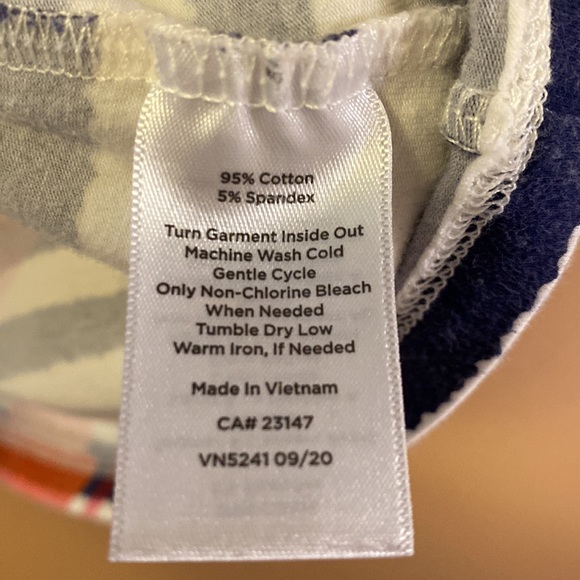 95% Cotton
5% Spandex
Turn Garment Inside Out
Machine Wash Cold
Gentle Cycle
Only Non-Chlorine Bleach
When Needed
Tumble Dry Low
Warm Iron, If Needed
Made In Vietnam
CA# 23147
VN5241 09/20